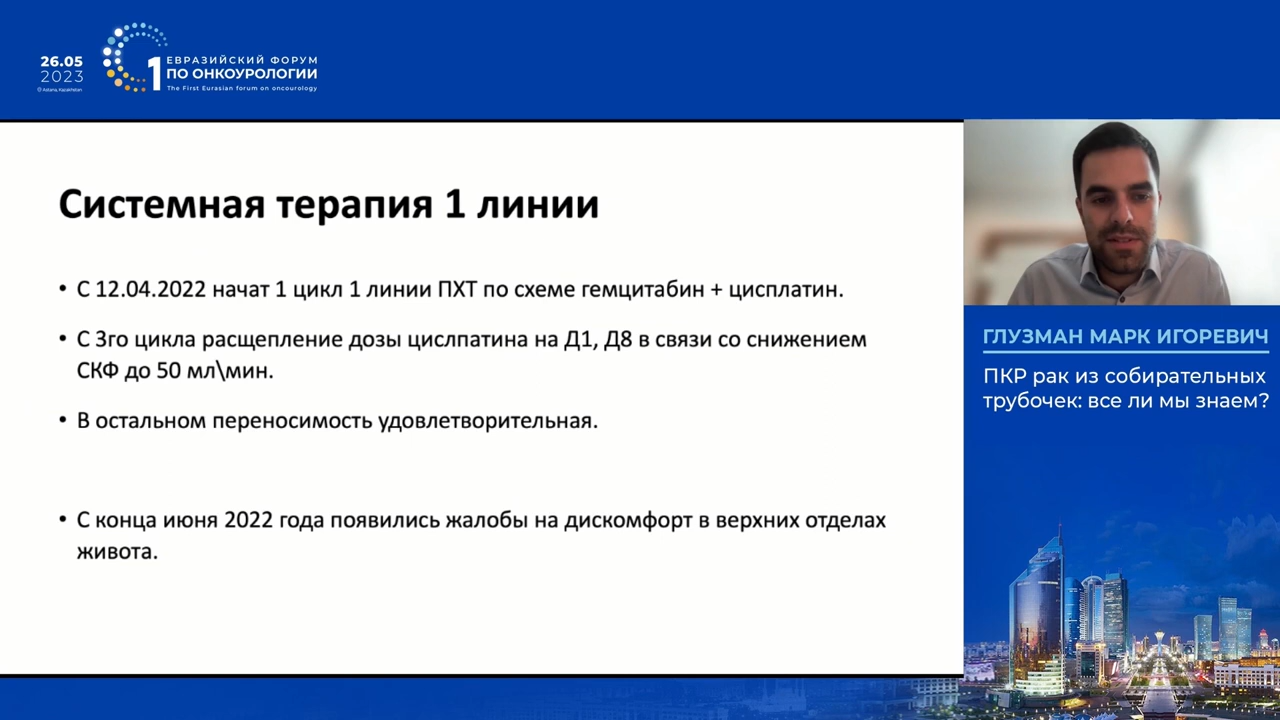 26.05
2023
Astana, Kazakhstan
1
ЕВРАЗИЙСКИЙ ФОРУМ
ПО ОНКОУРОЛОГИИ
The First Eurasian forum on oncourology
Системная терапия 1 линии
• С 12.04.2022 начат 1 цикл 1 линии ПХТ по схеме гемцитабин + цисплатин.
• С 3го цикла расщепление дозы цислпатина на Д1, Д8 в связи со снижением
СКФ до 50 мл\мин.
• В остальном переносимость удовлетворительная.
• С конца июня 2022 года появились жалобы на дискомфорт в верхних отделах
живота.
ГЛУЗМАН МАРК ИГОРЕВИЧ
ПКР рак из собирательных
трубочек: все ли мы знаем?